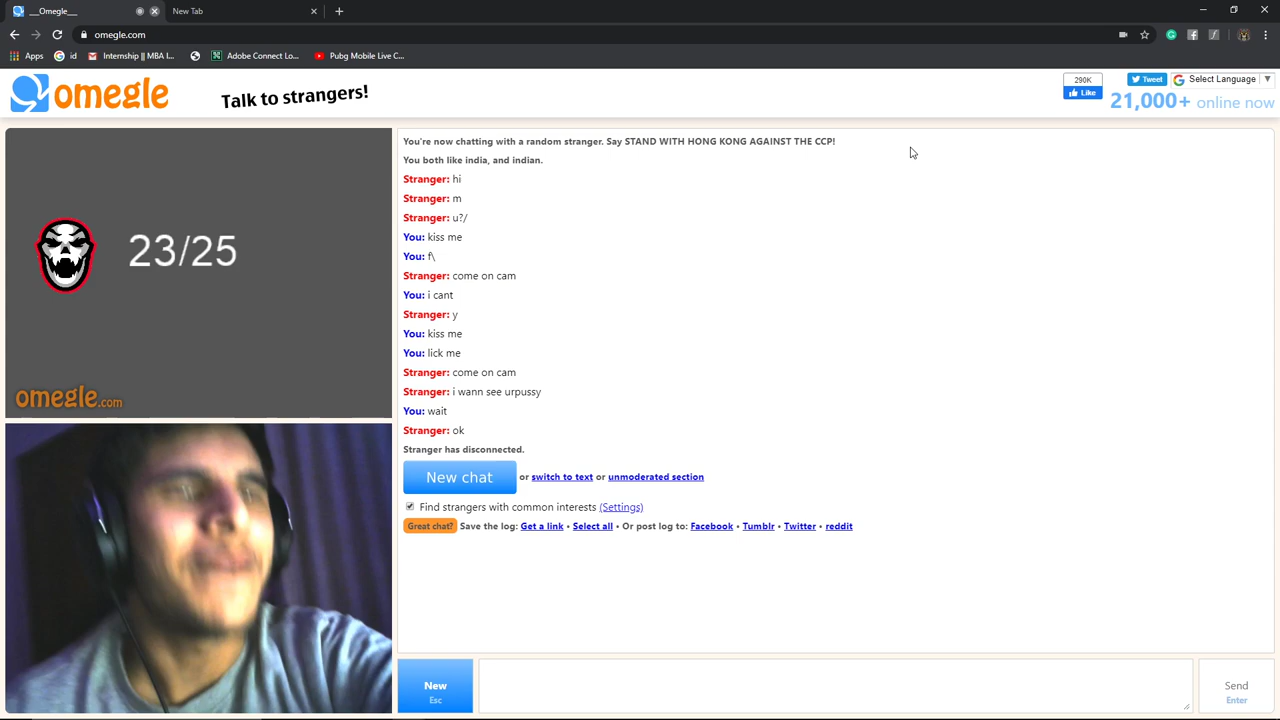 __Omegle__
New Tab
omegle.com
Apps
id
Internship || MBA I...
Adobe Connect Lo...
Pubg Mobile Live C...
omegle
Talk to strangers!
290K
Like
Tweet
Select Language
21,000+ online now
23/25
omegle.com
You're now chatting with a random stranger. Say STAND WITH HONG KONG AGAINST THE CCP!
You both like india, and indian.
Stranger: hi
Stranger: m
Stranger: u?/
You: kiss me
You: f\
Stranger: come on cam
You: i cant
Stranger: y
You: kiss me
You: lick me
Stranger: come on cam
Stranger: i wann see urpussy
You: wait
Stranger: ok
Stranger has disconnected.
New chat or switch to text or unmoderated section
Find strangers with common interests (Settings)
Great chat? Save the log: Get a link • Select all • Or post log to: Facebook • Tumblr • Twitter • reddit
New
Esc
Send
Enter